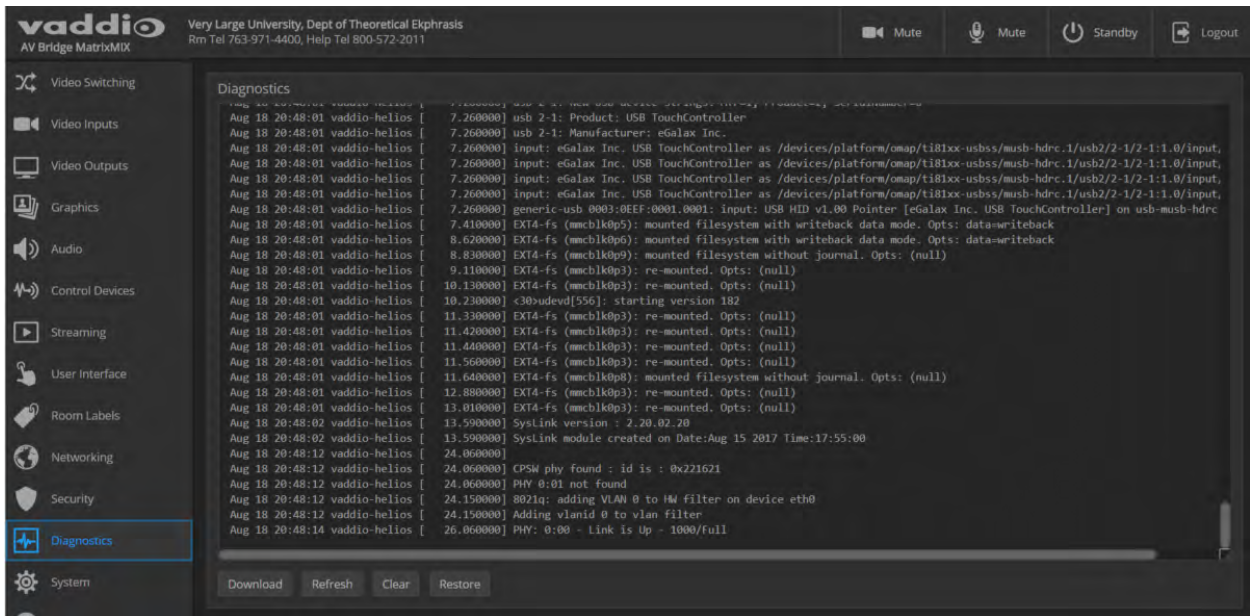 vaddio
AV Bridge MatrixMIX
Very Large University, Dept of Theoretical Ekphrasis
Rm Tel 763-971-4400, Help Tel 800-572-2011
Mute
Mute
Standby
Logout
Video Switching
Video Inputs
Video Outputs
Graphics
Audio
Control Devices
Streaming
User Interface
Room Labels
Networking
Security
Diagnostics
System
Diagnostics
Aug 18 20:48:01 vaddio-helios [    7.260000] usb 2-1: New USB device strings: Mfr=1, Product=2, SerialNumber=0
Aug 18 20:48:01 vaddio-helios [    7.260000] usb 2-1: Product: USB TouchController
Aug 18 20:48:01 vaddio-helios [    7.260000] usb 2-1: Manufacturer: eGalax Inc.
Aug 18 20:48:01 vaddio-helios [    7.260000] input: eGalax Inc. USB TouchController as /devices/platform/omap/ti81xx-usbss/musb-hdrc.1/usb2/2-1/2-1:1.0/input,
Aug 18 20:48:01 vaddio-helios [    7.260000] input: eGalax Inc. USB TouchController as /devices/platform/omap/ti81xx-usbss/musb-hdrc.1/usb2/2-1/2-1:1.0/input,
Aug 18 20:48:01 vaddio-helios [    7.260000] input: eGalax Inc. USB TouchController as /devices/platform/omap/ti81xx-usbss/musb-hdrc.1/usb2/2-1/2-1:1.0/input,
Aug 18 20:48:01 vaddio-helios [    7.260000] input: eGalax Inc. USB TouchController as /devices/platform/omap/ti81xx-usbss/musb-hdrc.1/usb2/2-1/2-1:1.0/input,
Aug 18 20:48:01 vaddio-helios [    7.260000] generic-usb 0003:0EEF:0001.0001: input: USB HID v1.00 Pointer [eGalax Inc. USB TouchController] on usb-musb-hdrc
Aug 18 20:48:01 vaddio-helios [    7.410000] EXT4-fs (mmcblk0p5): mounted filesystem with writeback data mode. Opts: data=writeback
Aug 18 20:48:01 vaddio-helios [    8.620000] EXT4-fs (mmcblk0p6): mounted filesystem with writeback data mode. Opts: data=writeback
Aug 18 20:48:01 vaddio-helios [    8.830000] EXT4-fs (mmcblk0p9): mounted filesystem without journal. Opts: (null)
Aug 18 20:48:01 vaddio-helios [    9.110000] EXT4-fs (mmcblk0p3): re-mounted. Opts: (null)
Aug 18 20:48:01 vaddio-helios [   10.130000] EXT4-fs (mmcblk0p3): re-mounted. Opts: (null)
Aug 18 20:48:01 vaddio-helios [   10.230000] <30>udevd[556]: starting version 182
Aug 18 20:48:01 vaddio-helios [   11.330000] EXT4-fs (mmcblk0p3): re-mounted. Opts: (null)
Aug 18 20:48:01 vaddio-helios [   11.420000] EXT4-fs (mmcblk0p3): re-mounted. Opts: (null)
Aug 18 20:48:01 vaddio-helios [   11.440000] EXT4-fs (mmcblk0p3): re-mounted. Opts: (null)
Aug 18 20:48:01 vaddio-helios [   11.560000] EXT4-fs (mmcblk0p3): re-mounted. Opts: (null)
Aug 18 20:48:01 vaddio-helios [   11.640000] EXT4-fs (mmcblk0p8): mounted filesystem without journal. Opts: (null)
Aug 18 20:48:01 vaddio-helios [   12.880000] EXT4-fs (mmcblk0p3): re-mounted. Opts: (null)
Aug 18 20:48:01 vaddio-helios [   13.010000] EXT4-fs (mmcblk0p3): re-mounted. Opts: (null)
Aug 18 20:48:02 vaddio-helios [   13.590000] SysLink version : 2.20.02.20
Aug 18 20:48:02 vaddio-helios [   13.590000] SysLink module created on Date:Aug 15 2017 Time:17:55:00
Aug 18 20:48:12 vaddio-helios [   24.060000]
Aug 18 20:48:12 vaddio-helios [   24.060000] CPSW phy found : id is : 0x221621
Aug 18 20:48:12 vaddio-helios [   24.060000] PHY 0:01 not found
Aug 18 20:48:12 vaddio-helios [   24.150000] 8021q: adding VLAN 0 to HW filter on device eth0
Aug 18 20:48:12 vaddio-helios [   24.150000] Adding vlanid 0 to vlan filter
Aug 18 20:48:14 vaddio-helios [   26.060000] PHY: 0:00 - Link is Up - 1000/Full
Download
Refresh
Clear
Restore